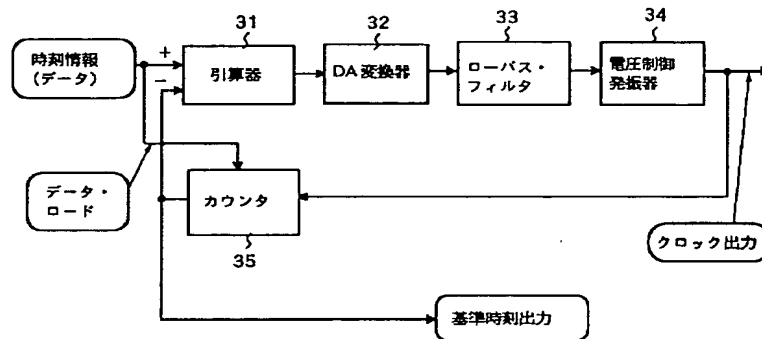 31
32
33
34
時刻情報
(データ)
+
−
引算器
DA 変換器
ローパス・
フィルタ
電圧制御
発振器
データ・
ロード
カウンタ
35
クロック出力
基準時刻出力